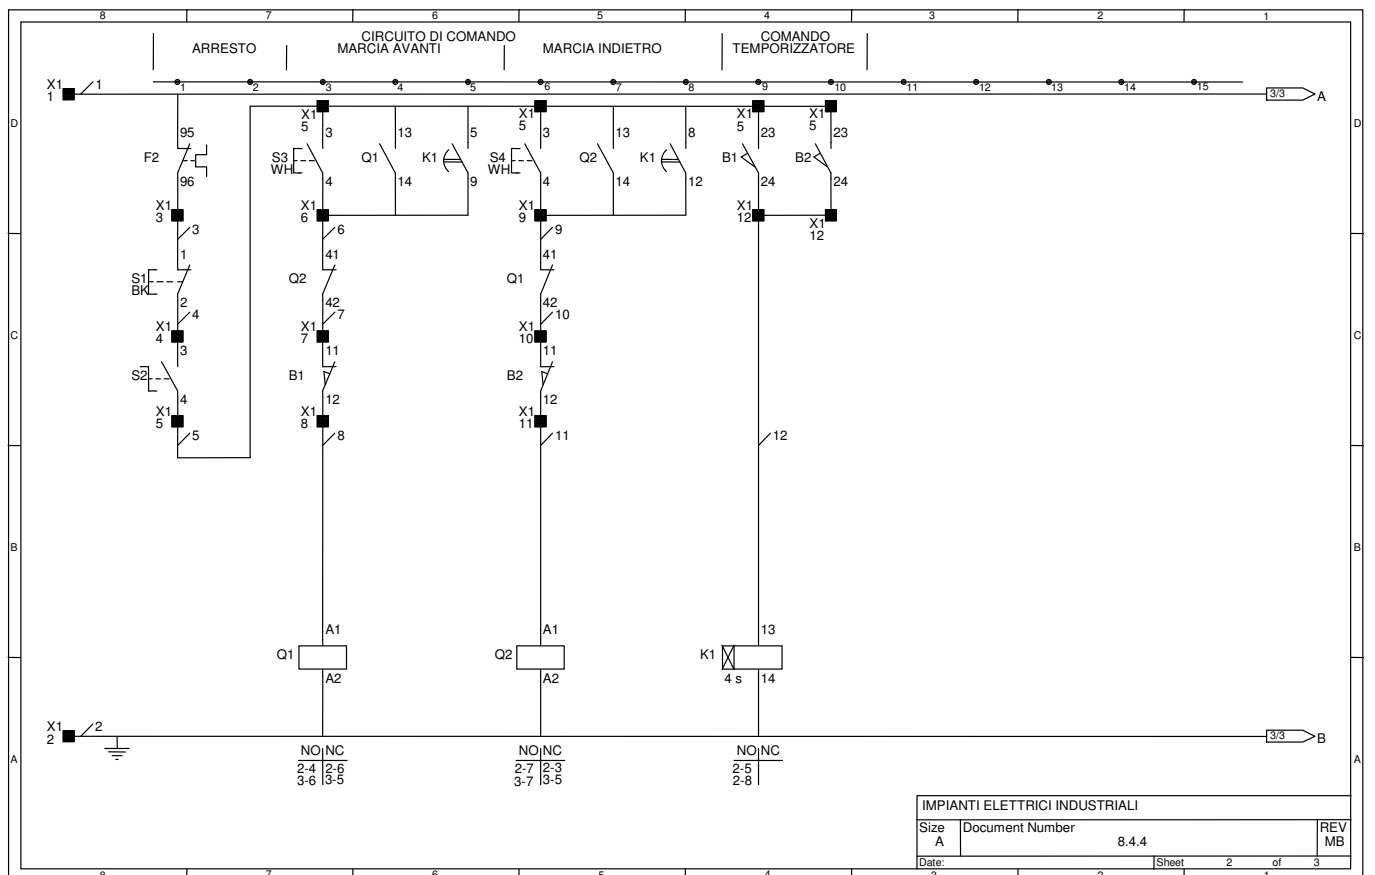 8 7 6 5 4 3 2 1
CIRCUITO DI COMANDO
COMANDO
ARRESTO MARCIA AVANTI MARCIA INDIETRO TEMPORIZZATORE
X1 1
1
1 2 3 4 5 6 7 8 9 10 11 12 13 14 15
3/3 A
D D
X1 X1 X1 X1
5 5 5 5
95 3 13 5 3 13 8 23 23
F2 S3 Q1 K1 S4 Q2 K1 B1 B2
WH WH
96 4 14 9 4 14 12 24 24
X1 X1 X1 X1 X1
3 6 9 12 12
3 6 9
1 41 41
S1 Q2 Q1
BK
2 42 42
4 7 10
X1 X1 X1
4 7 10
C C
3 11 11
S2 B1 B2
4 12 12
X1 X1 X1
5 8 11
5 8 11 12
B B
A1 A1 13
Q1 Q2 K1
A2 A2 4 s 14
X1 2
2
3/3 B
A A
NO NC NO NC NO NC
2-4 2-6 2-7 2-3 2-5
3-6 3-5 3-7 3-5 2-8
IMPIANTI ELETTRICI INDUSTRIALI
Size Document Number REV
A 8.4.4 MB
Date: Sheet 2 of 3
8 7 6 5 4 3 2 1